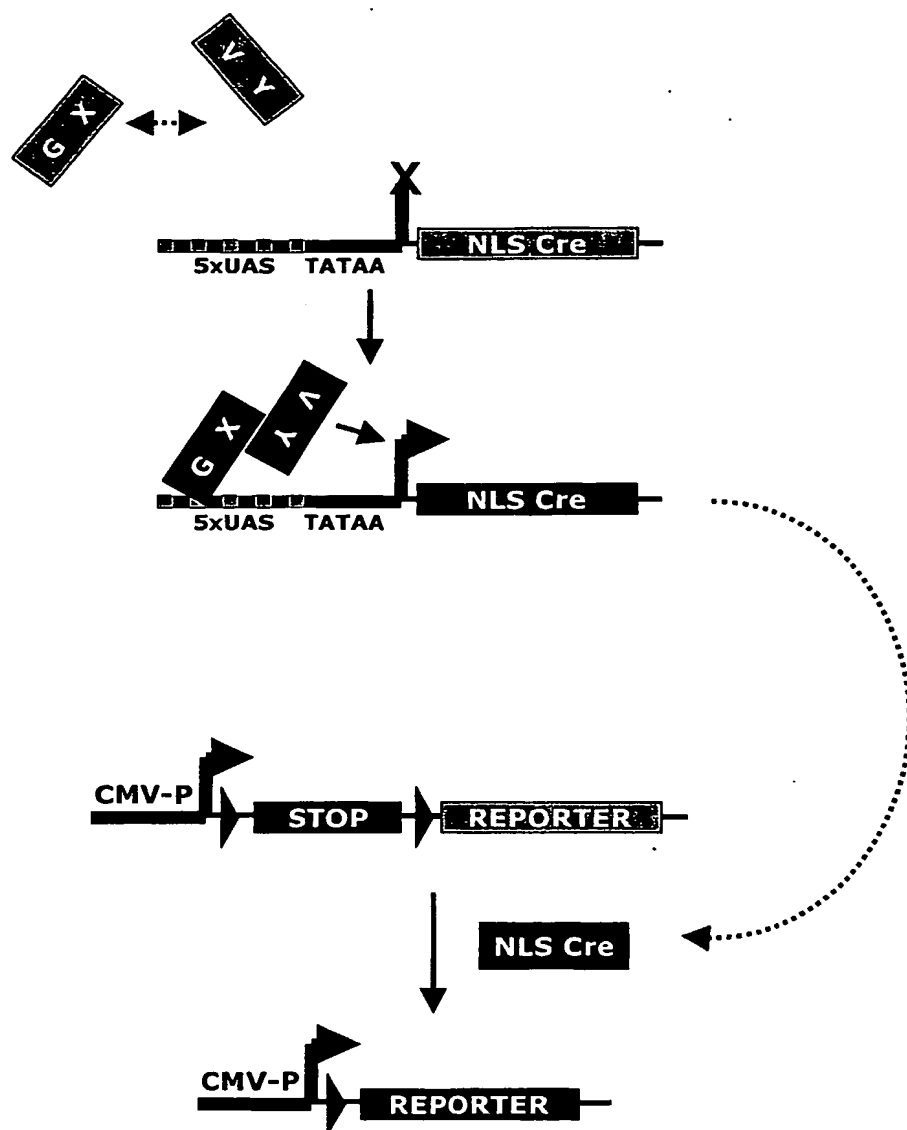 V Y
G X
X
NLS Cre
5xUAS TATAA
G X
V Y
NLS Cre
5xUAS TATAA
CMV-P
STOP
REPORTER
NLS Cre
CMV-P
REPORTER